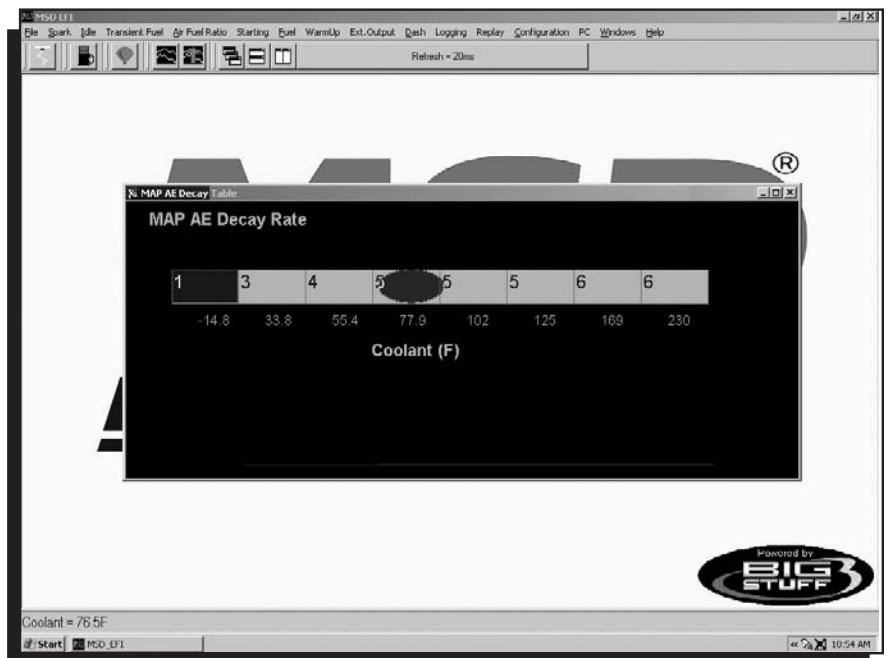 MSD EFI
File Spark Idle Transient Fuel Air Fuel Ratio Starting Fuel WarmUp Ext.Output Dash Logging Replay Configuration PC Windows Help
Refresh = 20ms
®
MAP AE Decay Table
MAP AE Decay Rate
1 3 4 5 5 5 6 6
-14.8 33.8 55.4 77.9 102 125 169 230
Coolant (F)
Powered by
BIG
STUFF 3
Coolant = 76.5F
Start MSD_EFI 10:54 AM